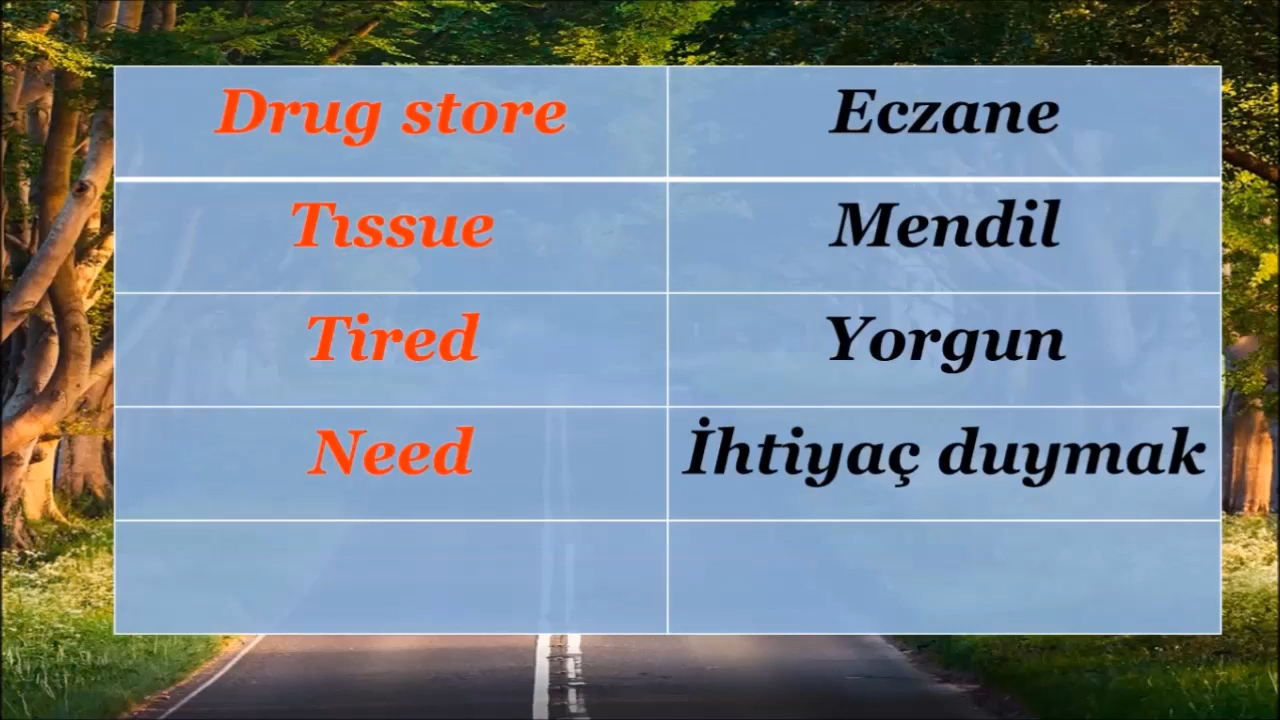 Drug store Eczane
Tıssue Mendil
Tired Yorgun
Need İhtiyaç duymak